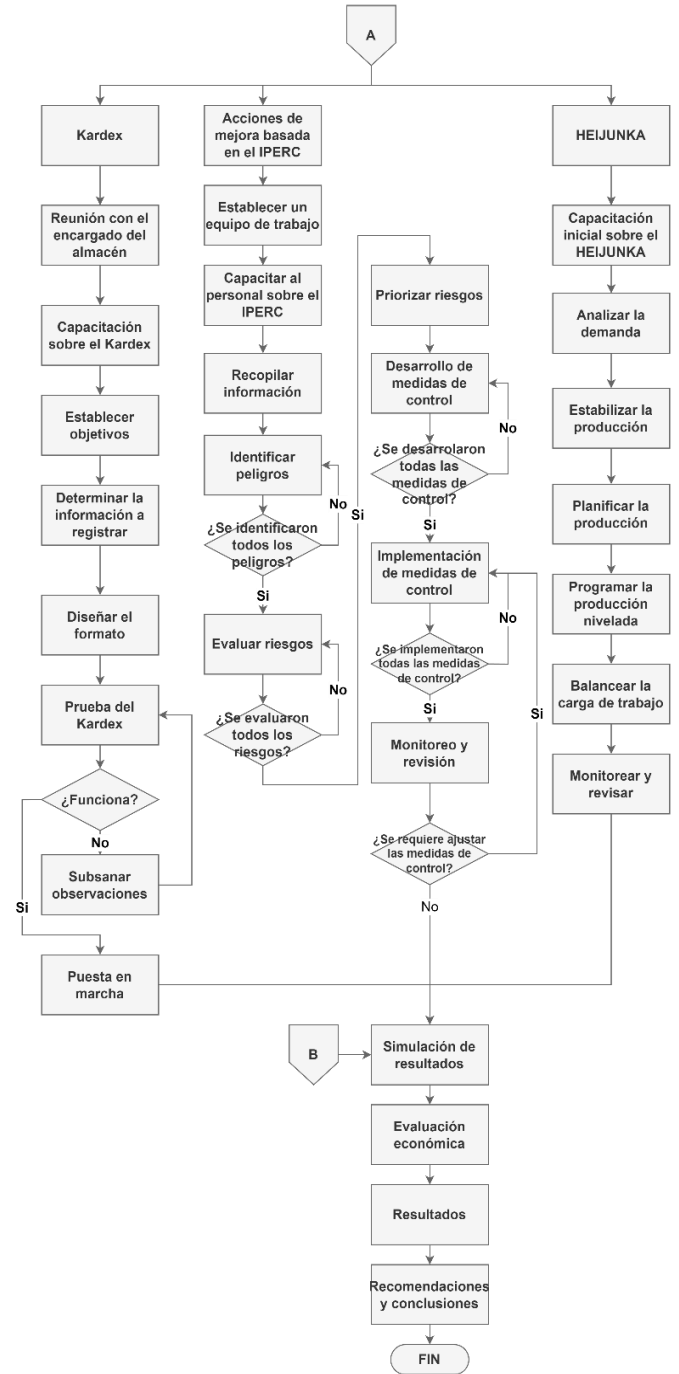 A
Kardex
Reunión con el
encargado del
almacén
Capacitación
sobre el Kardex
Establecer
objetivos
Determinar la
información a
registrar
Diseñar el
formato
Prueba del
Kardex
¿Funciona?
No
Subsanar
observaciones
Si
Puesta en
marcha
Acciones de
mejora basada
en el IPERC
Establecer un
equipo de trabajo
Capacitar al
personal sobre el
IPERC
Recopilar
información
Identificar
peligros
No
¿Se identificaron
todos los
peligros?
Si
Evaluar riesgos
No
¿Se evaluaron
todos los
riesgos?
Si
Priorizar riesgos
Desarrollo de
medidas de
control
No
¿Se desarrolaron
todas las
medidas de
control?
Si
Implementación
de medidas de
control
No
¿Se implementaron
todas las medidas
de control?
Si
Monitoreo y
revisión
Si
¿Se requiere ajustar
las medidas de
control?
No
HEIJUNKA
Capacitación
inicial sobre el
HEIJUNKA
Analizar la
demanda
Estabilizar la
producción
Planificar la
producción
Programar la
producción
nivelada
Balancear la
carga de trabajo
Monitorear y
revisar
B
Simulación de
resultados
Evaluación
económica
Resultados
Recomendaciones
y conclusiones
FIN